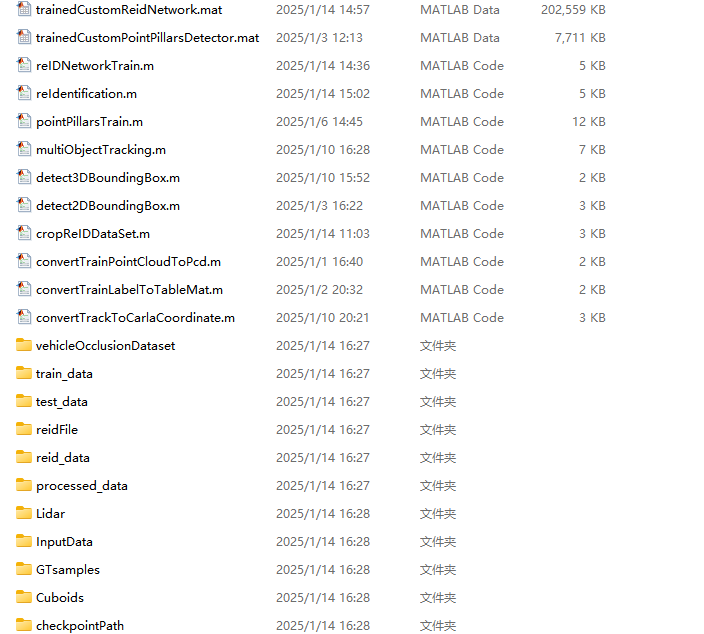 trainedCustomReidNetwork.mat 2025/1/14 14:57 MATLAB Data 202,559 KB
trainedCustomPointPillarsDetector.mat 2025/1/3 12:13 MATLAB Data 7,711 KB
reIDNetworkTrain.m 2025/1/14 14:36 MATLAB Code 5 KB
reIdentification.m 2025/1/14 15:02 MATLAB Code 5 KB
pointPillarsTrain.m 2025/1/6 14:45 MATLAB Code 12 KB
multiObjectTracking.m 2025/1/10 16:28 MATLAB Code 7 KB
detect3DBoundingBox.m 2025/1/10 15:52 MATLAB Code 2 KB
detect2DBoundingBox.m 2025/1/3 16:22 MATLAB Code 3 KB
cropReIDDataSet.m 2025/1/14 11:03 MATLAB Code 3 KB
convertTrainPointCloudToPcd.m 2025/1/1 16:40 MATLAB Code 2 KB
convertTrainLabelToTableMat.m 2025/1/2 20:32 MATLAB Code 2 KB
convertTrackToCarlaCoordinate.m 2025/1/10 20:21 MATLAB Code 3 KB
vehicleOcclusionDataset 2025/1/14 16:27 文件夹
train_data 2025/1/14 16:27 文件夹
test_data 2025/1/14 16:27 文件夹
reidFile 2025/1/14 16:27 文件夹
reid_data 2025/1/14 16:27 文件夹
processed_data 2025/1/14 16:27 文件夹
Lidar 2025/1/14 16:28 文件夹
InputData 2025/1/14 16:28 文件夹
GTsamples 2025/1/14 16:28 文件夹
Cuboids 2025/1/14 16:28 文件夹
checkpointPath 2025/1/14 16:28 文件夹